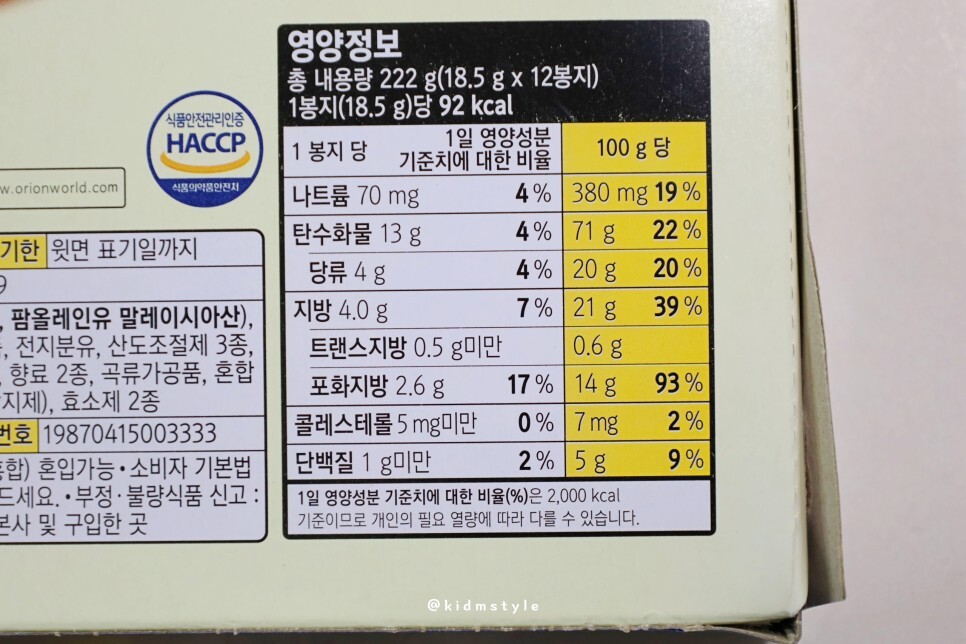 영양정보
총 내용량 222 g(18.5 g x 12봉지)
1봉지(18.5 g)당 92 kcal
1 봉지 당 1일 영양성분 기준치에 대한 비율 100 g 당
나트륨 70 mg 4 % 380 mg 19 %
탄수화물 13 g 4 % 71 g 22 %
당류 4 g 4 % 20 g 20 %
지방 4.0 g 7 % 21 g 39 %
트랜스지방 0.5 g미만 0.6 g
포화지방 2.6 g 17 % 14 g 93 %
콜레스테롤 5 mg미만 0 % 7 mg 2 %
단백질 1 g미만 2 % 5 g 9 %
1일 영양성분 기준치에 대한 비율(%)은 2,000 kcal
기준이므로 개인의 필요 열량에 따라 다를 수 있습니다.
식품안전관리인증
HACCP
식품의약품안전처
w.orionworld.com
기한 윗면 표기일까지
9
, 팜올레인유 말레이시아산),
, 전지분유, 산도조절제 3종,
, 향료 2종, 곡류가공품, 혼합
지제), 효소제 2종
번호 19870415003333
혼합) 혼입가능 • 소비자 기본법
드세요. • 부정 · 불량식품 신고 :
본사 및 구입한 곳
@kidmstyle